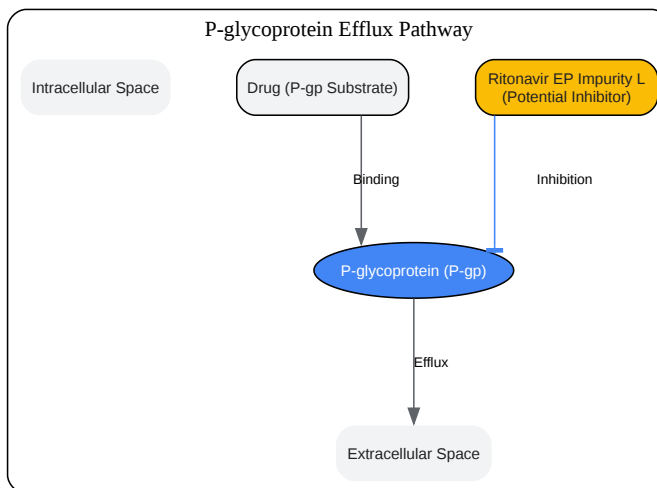 P-glycoprotein Efflux Pathway
Intracellular Space
Drug (P-gp Substrate)
Ritonavir EP Impurity L
(Potential Inhibitor)
Binding
Inhibition
P-glycoprotein (P-gp)
Efflux
Extracellular Space